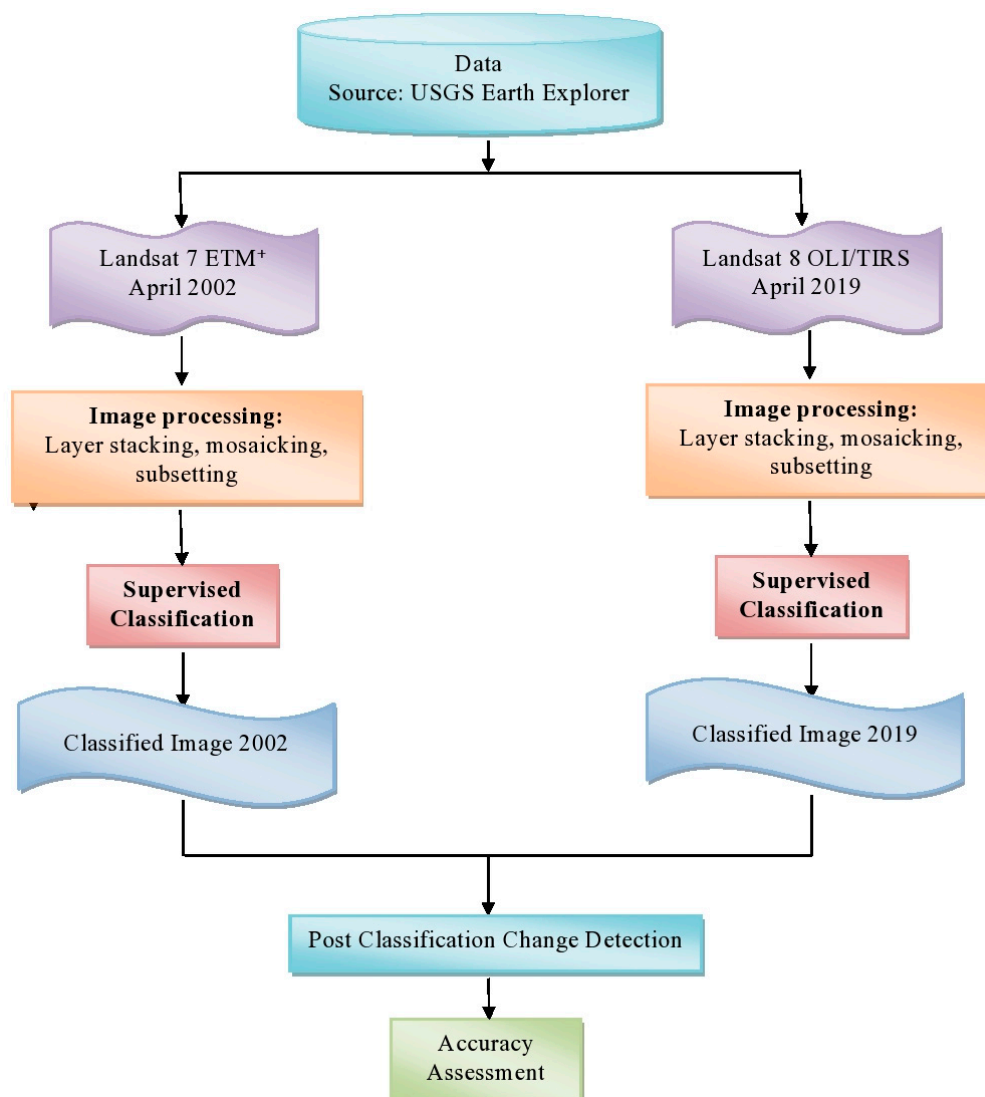 Data
Source: USGS Earth Explorer
Landsat 7 ETM⁺
April 2002
Landsat 8 OLI/TIRS
April 2019
Image processing:
Layer stacking, mosaicking,
subsetting
Image processing:
Layer stacking, mosaicking,
subsetting
Supervised
Classification
Supervised
Classification
Classified Image 2002
Classified Image 2019
Post Classification Change Detection
Accuracy
Assessment